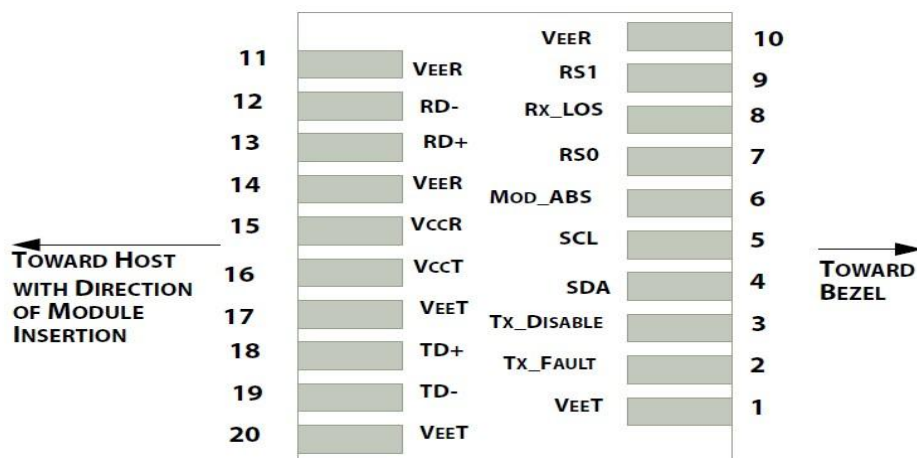 11 VEER
12 RD-
13 RD+
14 VEER
15 VCCR
16 VCCT
17 VEET
18 TD+
19 TD-
20 VEET
VEER 10
RS1 9
RX_LOS 8
RS0 7
MOD_ABS 6
SCL 5
SDA 4
TX_DISABLE 3
TX_FAULT 2
VEET 1
TOWARD HOST
WITH DIRECTION
OF MODULE
INSERTION
TOWARD
BEZEL